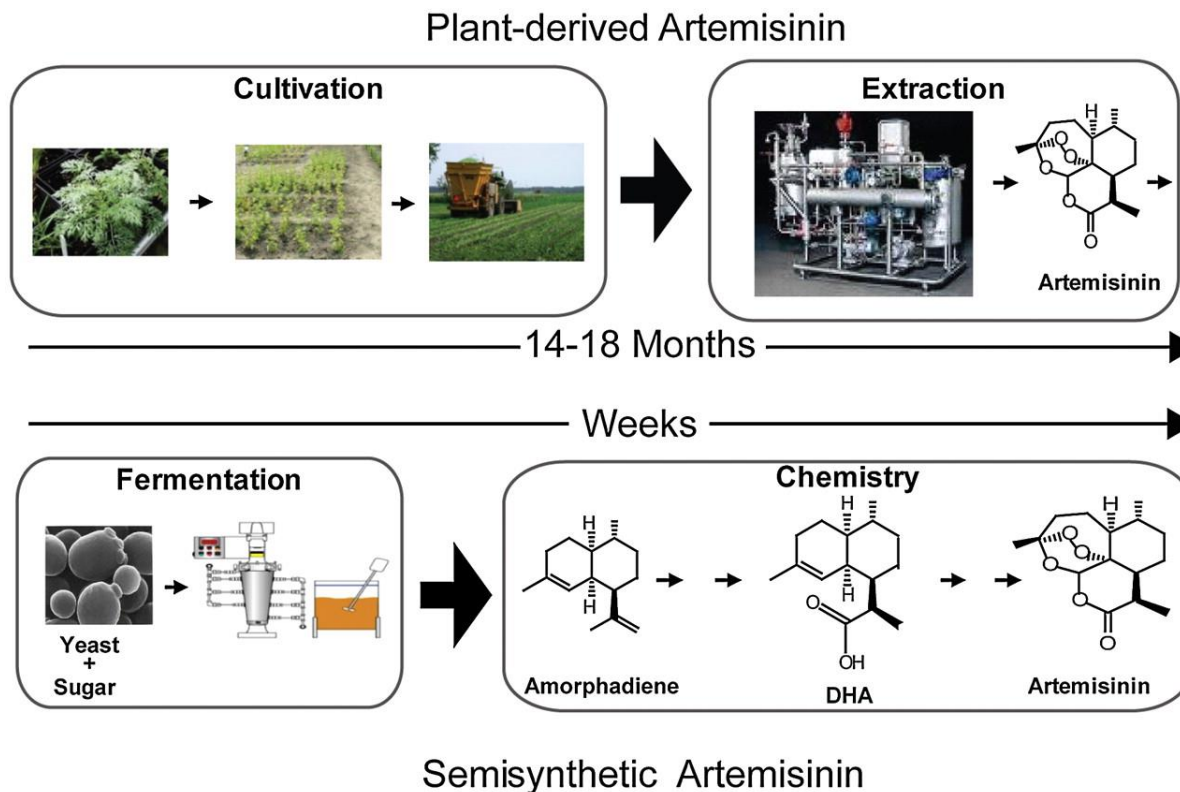 Plant-derived Artemisinin
Cultivation
Extraction
H
O
O
O
O
O
Artemisinin
14-18 Months
Weeks
Fermentation
Yeast
+
Sugar
Chemistry
H
H
Amorphadiene
H
H
O
OH
DHA
H
O
O
O
O
O
Artemisinin
Semisynthetic Artemisinin